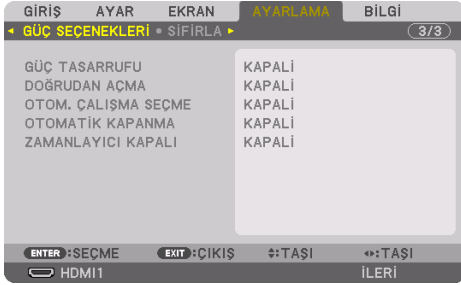 GİRİŞ AYAR EKRAN AYARLAMA BİLGİ
GÜÇ SEÇENEKLERİ • SIFIRLA 3/3
GÜÇ TASARRUFU KAPALİ
DOĞRUDAN AÇMA KAPALİ
OTOM. ÇALIŞMA SEÇME KAPALİ
OTOMATİK KAPANMA KAPALİ
ZAMANLAYICI KAPALI KAPALİ
ENTER :SEÇME EXIT :ÇIKIŞ :TAŞI :TAŞI
HDMI1 İLERİ